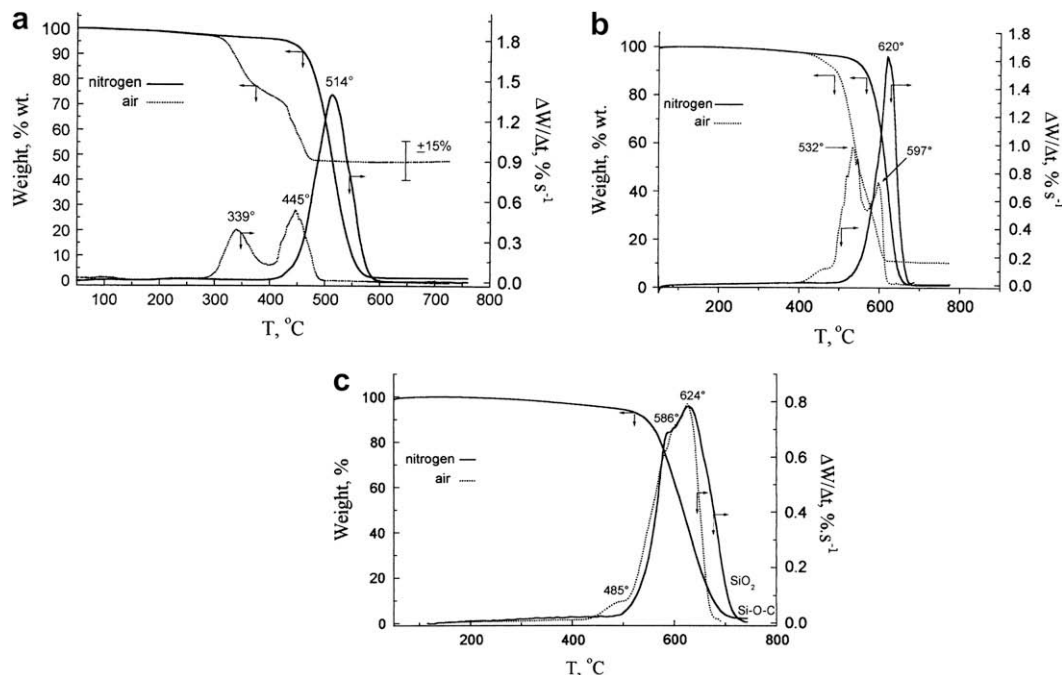 a
Weight, % wt.
100
90
80
70
60
50
40
30
20
10
0
nitrogen
air
339°
445°
514°
±15%
1.8
1.5
1.2
0.9
0.6
0.3
0.0
ΔW/Δt, % s⁻¹
100 200 300 400 500 600 700 800
T, °C
b
Weight, % wt.
100
80
60
40
20
0
nitrogen
air
532°
620°
597°
1.8
1.6
1.4
1.2
1.0
0.8
0.6
0.4
0.2
0.0
ΔW/Δt, % s⁻¹
200 400 600 800
T, °C
c
Weight, %
100
80
60
40
20
0
nitrogen
air
485°
586°
624°
SiO₂
Si-O-C
0.8
0.6
0.4
0.2
0.0
ΔW/Δt, %.s⁻¹
200 400 600 800
T, °C